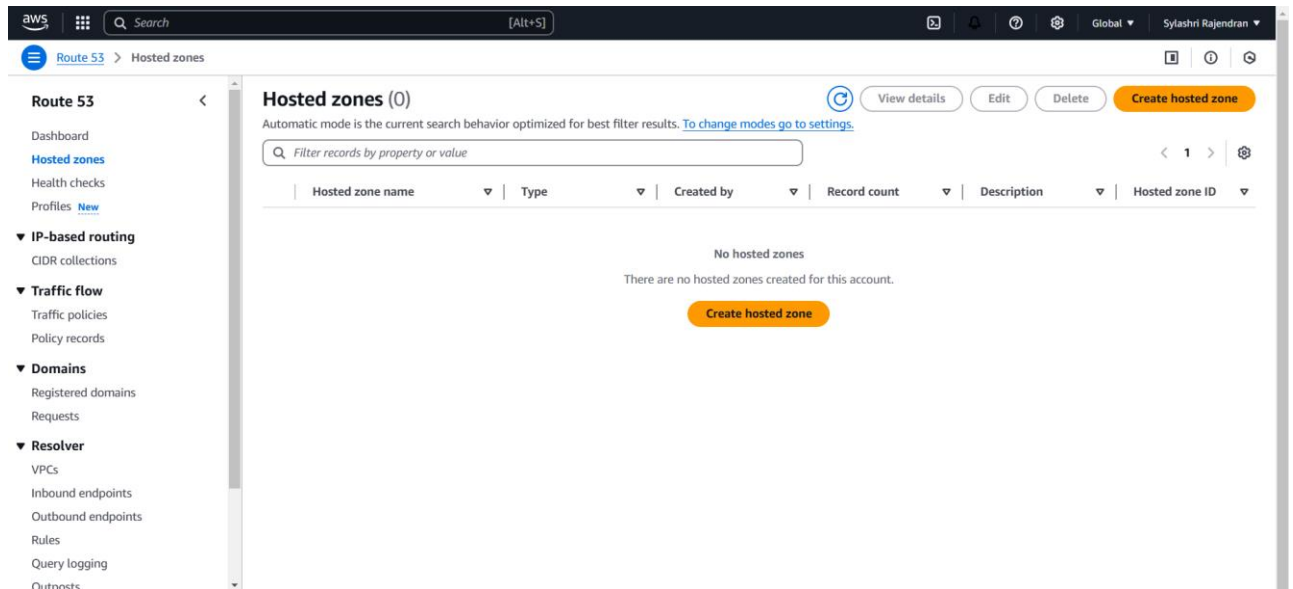 aws
Search
[Alt+S]
Global
Sylashri Rajendran
Route 53 > Hosted zones
Route 53
Dashboard
Hosted zones
Health checks
Profiles New
IP-based routing
CIDR collections
Traffic flow
Traffic policies
Policy records
Domains
Registered domains
Requests
Resolver
VPCs
Inbound endpoints
Outbound endpoints
Rules
Query logging
Outposts
Hosted zones (0)
View details
Edit
Delete
Create hosted zone
Automatic mode is the current search behavior optimized for best filter results. To change modes go to settings.
Filter records by property or value
< 1 >
Hosted zone name
Type
Created by
Record count
Description
Hosted zone ID
No hosted zones
There are no hosted zones created for this account.
Create hosted zone